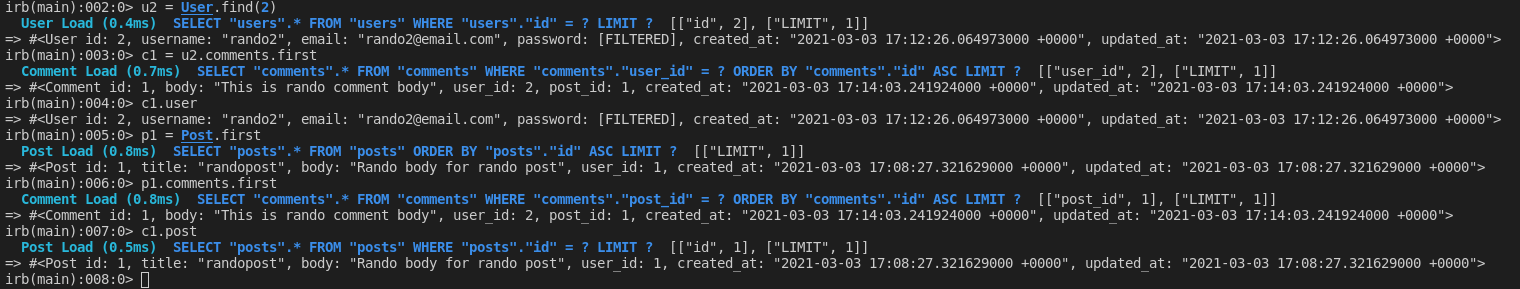 irb(main):002:0> u2 = User.find(2)
  User Load (0.4ms)  SELECT "users".* FROM "users" WHERE "users"."id" = ? LIMIT ?  [["id", 2], ["LIMIT", 1]]
=> #<User id: 2, username: "rando2", email: "rando2@email.com", password: [FILTERED], created_at: "2021-03-03 17:12:26.064973000 +0000", updated_at: "2021-03-03 17:12:26.064973000 +0000">
irb(main):003:0> c1 = u2.comments.first
  Comment Load (0.7ms)  SELECT "comments".* FROM "comments" WHERE "comments"."user_id" = ? ORDER BY "comments"."id" ASC LIMIT ?  [["user_id", 2], ["LIMIT", 1]]
=> #<Comment id: 1, body: "This is rando comment body", user_id: 2, post_id: 1, created_at: "2021-03-03 17:14:03.241924000 +0000", updated_at: "2021-03-03 17:14:03.241924000 +0000">
irb(main):004:0> c1.user
=> #<User id: 2, username: "rando2", email: "rando2@email.com", password: [FILTERED], created_at: "2021-03-03 17:12:26.064973000 +0000", updated_at: "2021-03-03 17:12:26.064973000 +0000">
irb(main):005:0> p1 = Post.first
  Post Load (0.8ms)  SELECT "posts".* FROM "posts" ORDER BY "posts"."id" ASC LIMIT ?  [["LIMIT", 1]]
=> #<Post id: 1, title: "randopost", body: "Rando body for rando post", user_id: 1, created_at: "2021-03-03 17:08:27.321629000 +0000", updated_at: "2021-03-03 17:08:27.321629000 +0000">
irb(main):006:0> p1.comments.first
  Comment Load (0.8ms)  SELECT "comments".* FROM "comments" WHERE "comments"."post_id" = ? ORDER BY "comments"."id" ASC LIMIT ?  [["post_id", 1], ["LIMIT", 1]]
=> #<Comment id: 1, body: "This is rando comment body", user_id: 2, post_id: 1, created_at: "2021-03-03 17:14:03.241924000 +0000", updated_at: "2021-03-03 17:14:03.241924000 +0000">
irb(main):007:0> c1.post
  Post Load (0.5ms)  SELECT "posts".* FROM "posts" WHERE "posts"."id" = ? LIMIT ?  [["id", 1], ["LIMIT", 1]]
=> #<Post id: 1, title: "randopost", body: "Rando body for rando post", user_id: 1, created_at: "2021-03-03 17:08:27.321629000 +0000", updated_at: "2021-03-03 17:08:27.321629000 +0000">
irb(main):008:0>